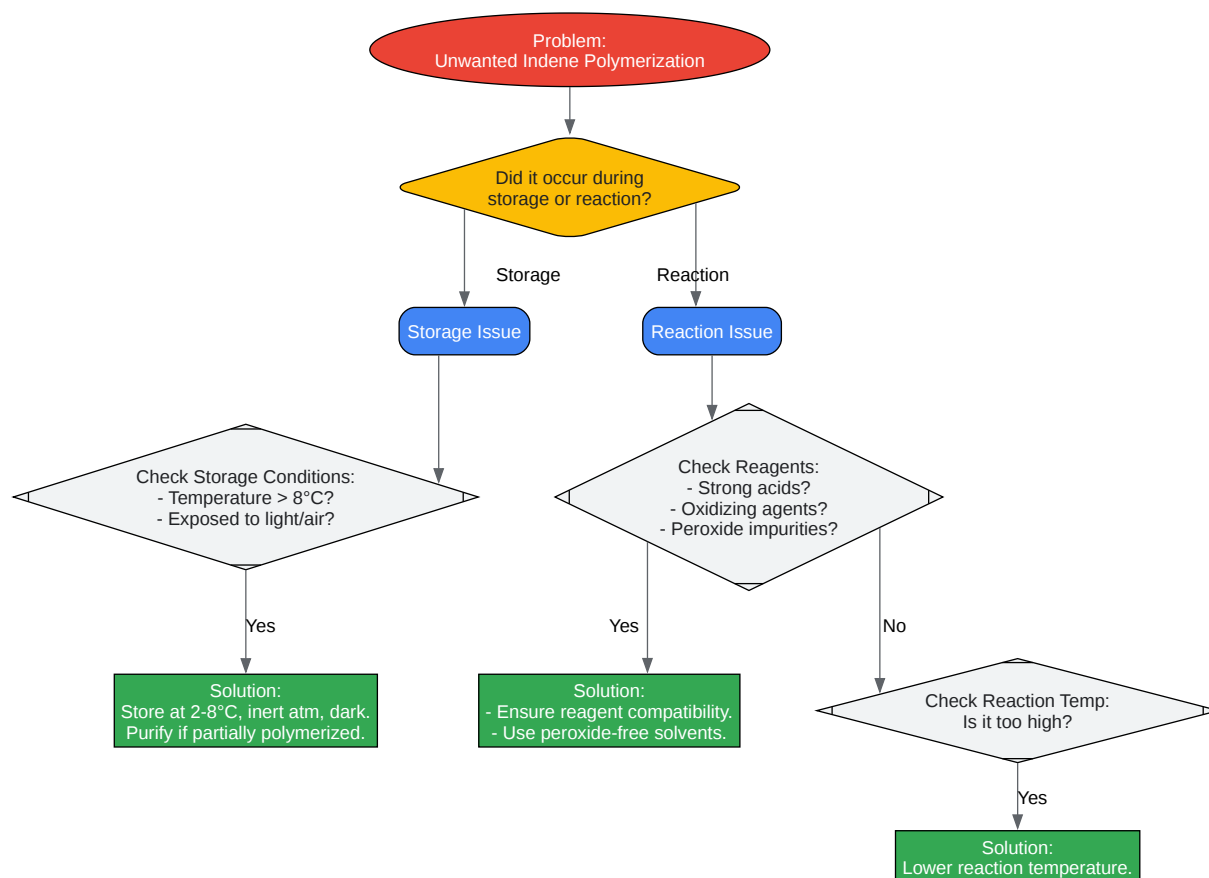 Problem:
Unwanted Indene Polymerization
Did it occur during
storage or reaction?
Storage
Reaction
Storage Issue
Reaction Issue
Check Storage Conditions:
- Temperature > 8°C?
- Exposed to light/air?
Check Reagents:
- Strong acids?
- Oxidizing agents?
- Peroxide impurities?
Yes
Yes
No
Solution:
Store at 2-8°C, inert atm, dark.
Purify if partially polymerized.
Solution:
- Ensure reagent compatibility.
- Use peroxide-free solvents.
Check Reaction Temp:
Is it too high?
Yes
Solution:
Lower reaction temperature.